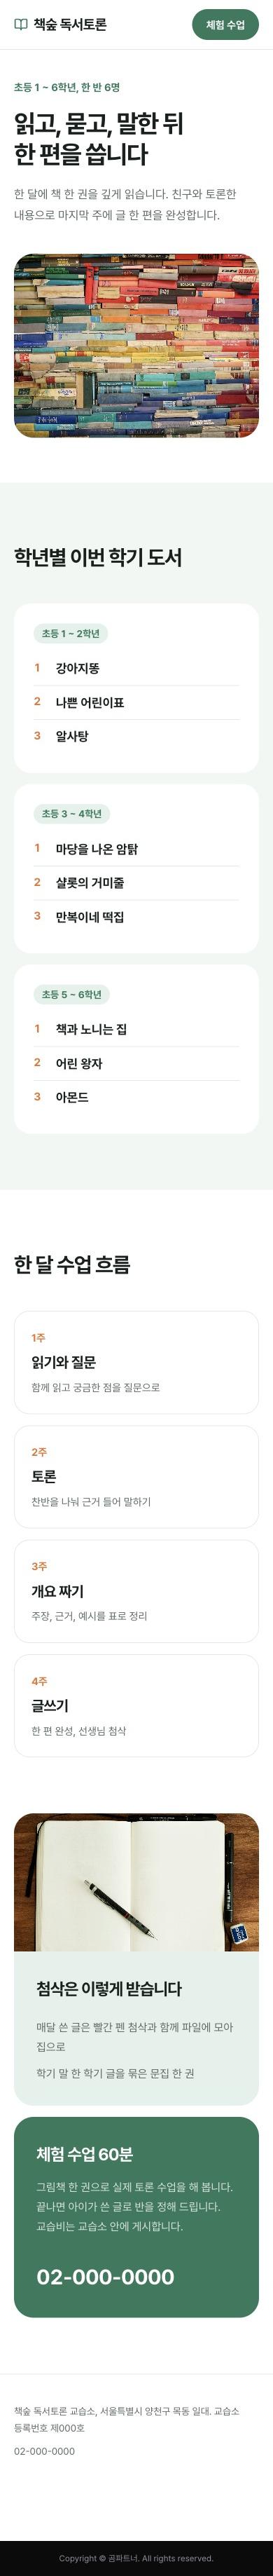 책숲 독서토론
체험 수업
초등 1 ~ 6학년, 한 반 6명
읽고, 묻고, 말한 뒤
한 편을 씁니다
한 달에 책 한 권을 깊게 읽습니다. 친구와 토론한
내용으로 마지막 주에 글 한 편을 완성합니다.
학년별 이번 학기 도서
초등 1 ~ 2학년
1 강아지똥
2 나쁜 어린이표
3 알사탕
초등 3 ~ 4학년
1 마당을 나온 암탉
2 샬롯의 거미줄
3 만복이네 떡집
초등 5 ~ 6학년
1 책과 노니는 집
2 어린 왕자
3 아몬드
한 달 수업 흐름
1주
읽기와 질문
함께 읽고 궁금한 점을 질문으로
2주
토론
찬반을 나눠 근거 들어 말하기
3주
개요 짜기
주장, 근거, 예시를 표로 정리
4주
글쓰기
한 편 완성, 선생님 첨삭
첨삭은 이렇게 받습니다
매달 쓴 글은 빨간 펜 첨삭과 함께 파일에 모아
집으로
학기 말 한 학기 글을 묶은 문집 한 권
체험 수업 60분
그림책 한 권으로 실제 토론 수업을 해 봅니다.
끝나면 아이가 쓴 글로 반을 정해 드립니다.
교습비는 교습소 안에 게시합니다.
02-000-0000
책숲 독서토론 교습소, 서울특별시 양천구 목동 일대. 교습소
등록번호 제000호
02-000-0000
Copyright © 곰파트너. All rights reserved.